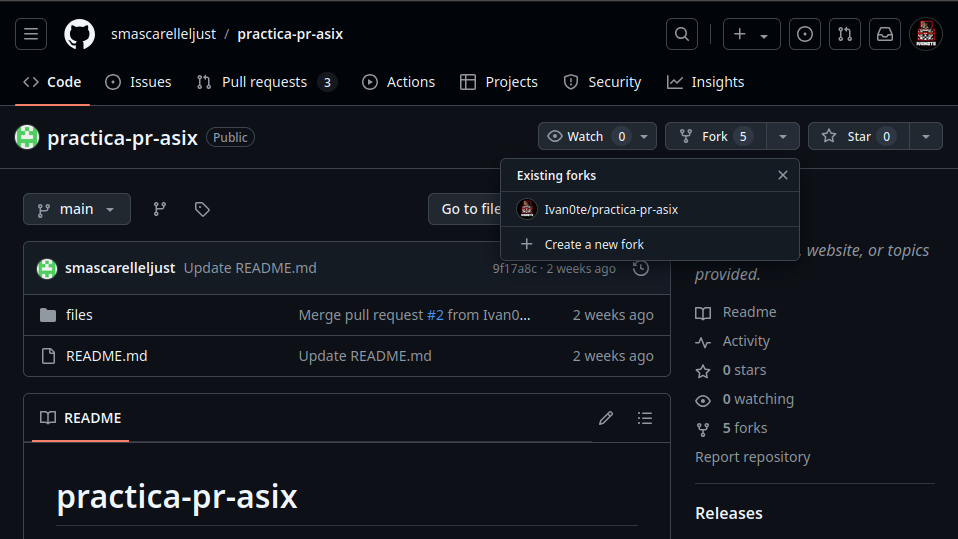 smascarelleljust / practica-pr-asix
Code Issues Pull requests 3 Actions Projects Security Insights
practica-pr-asix Public Watch 0 Fork 5 Star 0
Existing forks
Ivan0te/practica-pr-asix
Create a new fork
main Go to file
website, or topics
provided.
smascarelleljust Update README.md 9f17a8c · 2 weeks ago
files Merge pull request #2 from Ivan0... 2 weeks ago
README.md Update README.md 2 weeks ago
Readme
Activity
0 stars
0 watching
5 forks
Report repository
README
practica-pr-asix
Releases